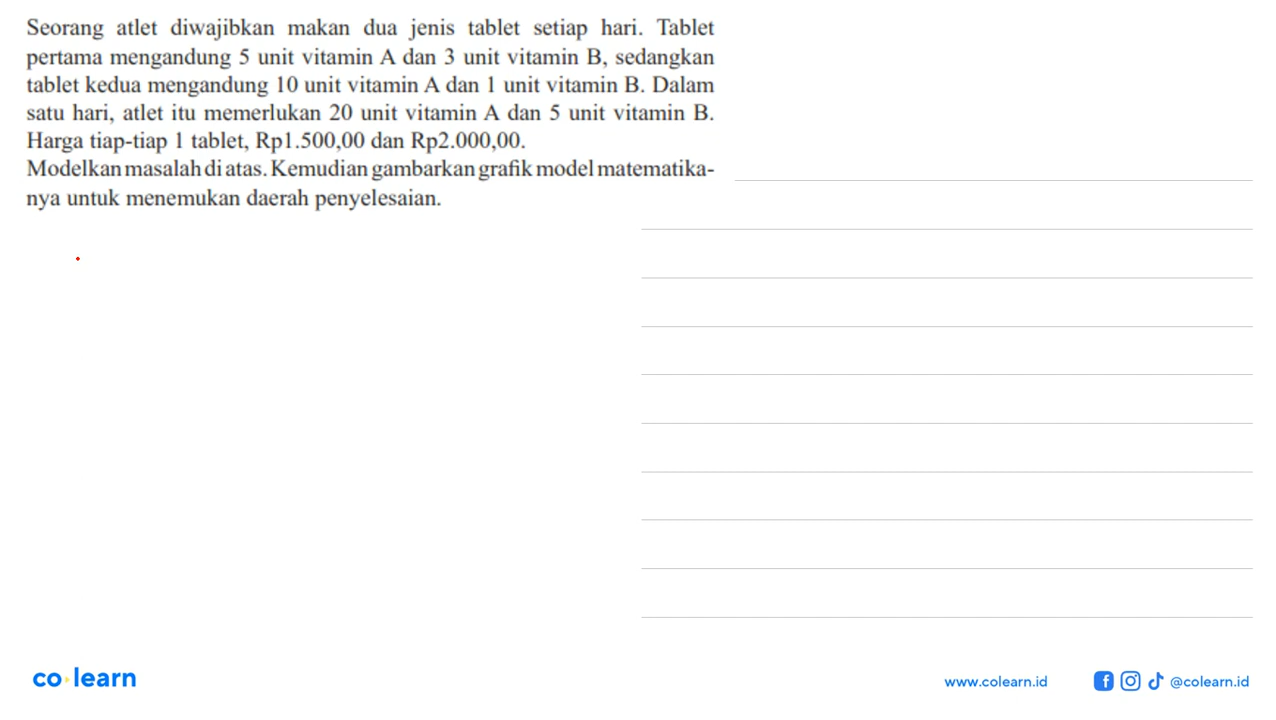 Seorang atlet diwajibkan makan dua jenis tablet setiap hari. Tablet
pertama mengandung 5 unit vitamin A dan 3 unit vitamin B, sedangkan
tablet kedua mengandung 10 unit vitamin A dan 1 unit vitamin B. Dalam
satu hari, atlet itu memerlukan 20 unit vitamin A dan 5 unit vitamin B.
Harga tiap-tiap 1 tablet, Rp1.500,00 dan Rp2.000,00.
Modelkan masalah di atas. Kemudian gambarkan grafik model matematika-
nya untuk menemukan daerah penyelesaian.
co·learn
www.colearn.id
@colearn.id